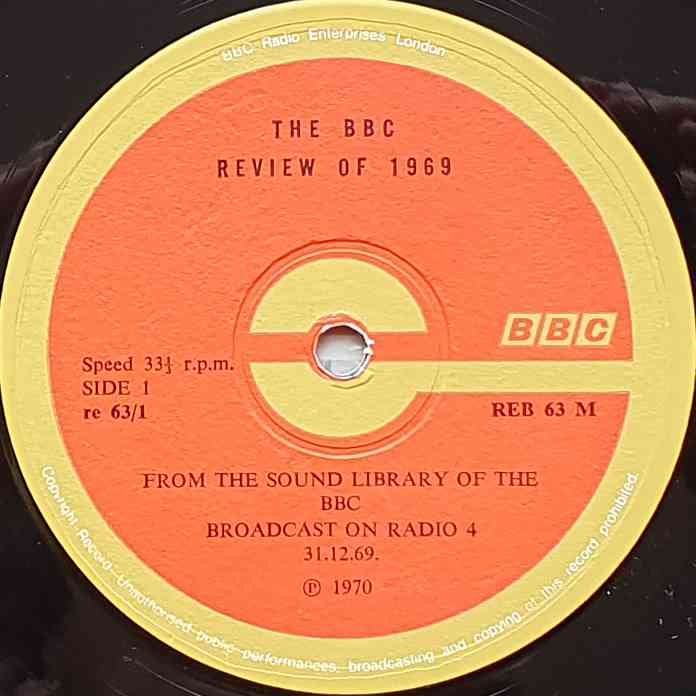 BBC Radio Enterprises London
THE BBC
REVIEW OF 1969
BBC
Speed 33⅓ r.p.m.
SIDE 1
re 63/1
REB 63 M
FROM THE SOUND LIBRARY OF THE
BBC
BROADCAST ON RADIO 4
31.12.69.
℗ 1970
Copyright Record. Unauthorised public performances, broadcasting and copying of this record prohibited.